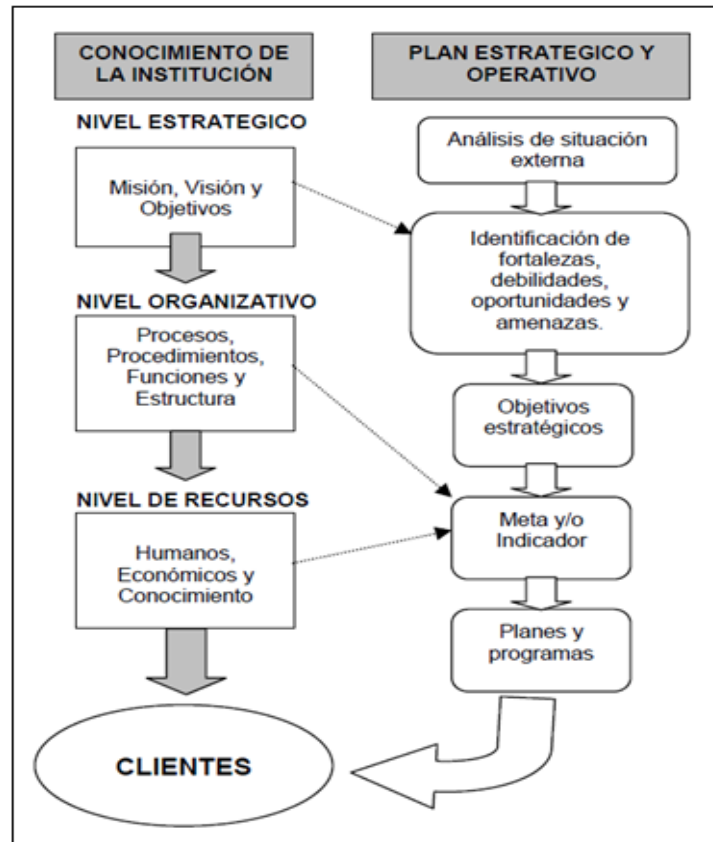 CONOCIMIENTO DE
LA INSTITUCIÓN
NIVEL ESTRATEGICO
Misión, Visión y
Objetivos
NIVEL ORGANIZATIVO
Procesos,
Procedimientos,
Funciones y
Estructura
NIVEL DE RECURSOS
Humanos,
Económicos y
Conocimiento
CLIENTES
PLAN ESTRATEGICO Y
OPERATIVO
Análisis de situación
externa
Identificación de
fortalezas,
debilidades,
oportunidades y
amenazas.
Objetivos
estratégicos
Meta y/o
Indicador
Planes y
programas